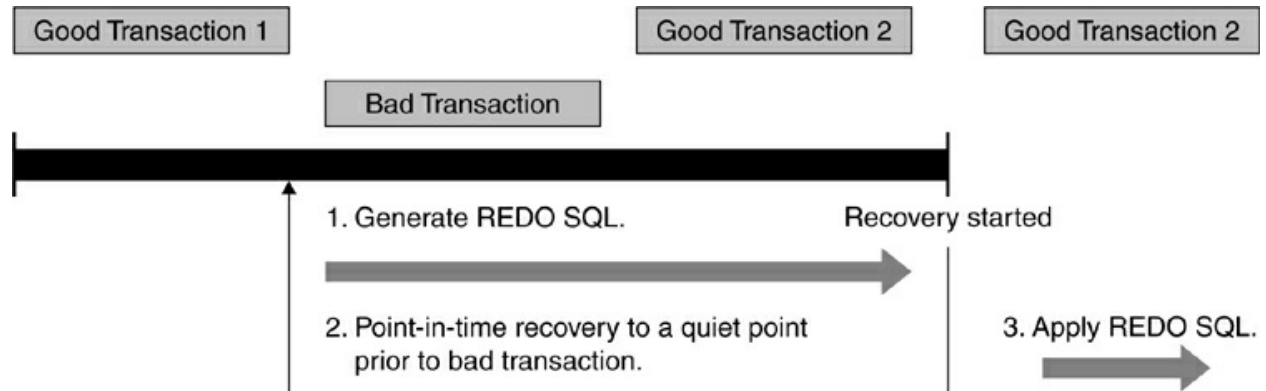 Good Transaction 1
Good Transaction 2
Good Transaction 2
Bad Transaction
1. Generate REDO SQL.
Recovery started
2. Point-in-time recovery to a quiet point
prior to bad transaction.
3. Apply REDO SQL.